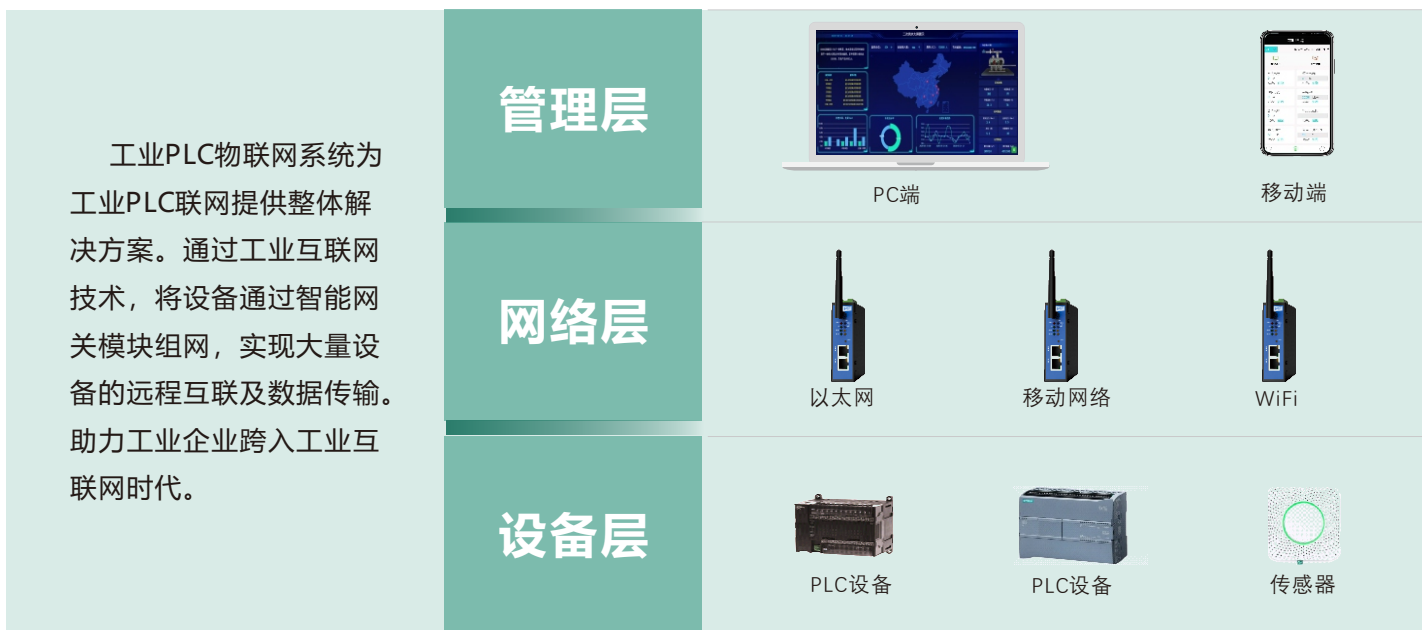 工业PLC物联网系统为
工业PLC联网提供整体解
决方案。通过工业互联网
技术，将设备通过智能网
关模块组网，实现大量设
备的远程互联及数据传输。
助力工业企业跨入工业互
联网时代。
管理层
PC端
移动端
网络层
以太网
移动网络
WiFi
设备层
PLC设备
PLC设备
传感器